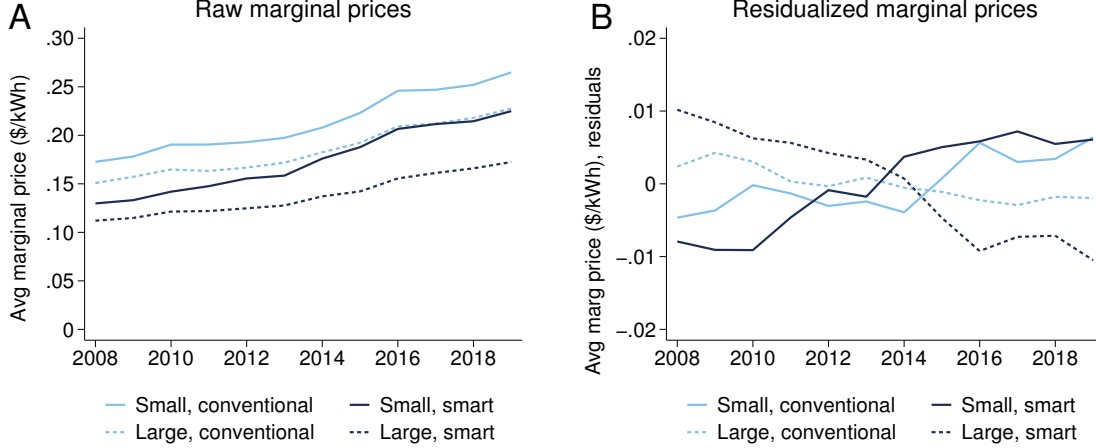 A
Raw marginal prices
Avg marginal price ($/kWh)
.30
.25
.20
.15
.10
.05
0
2008 2010 2012 2014 2016 2018
Small, conventional
Small, smart
Large, conventional
Large, smart
B
Residualized marginal prices
Avg marg price ($/kWh), residuals
.02
.01
0
−.01
−.02
2008 2010 2012 2014 2016 2018
Small, conventional
Small, smart
Large, conventional
Large, smart